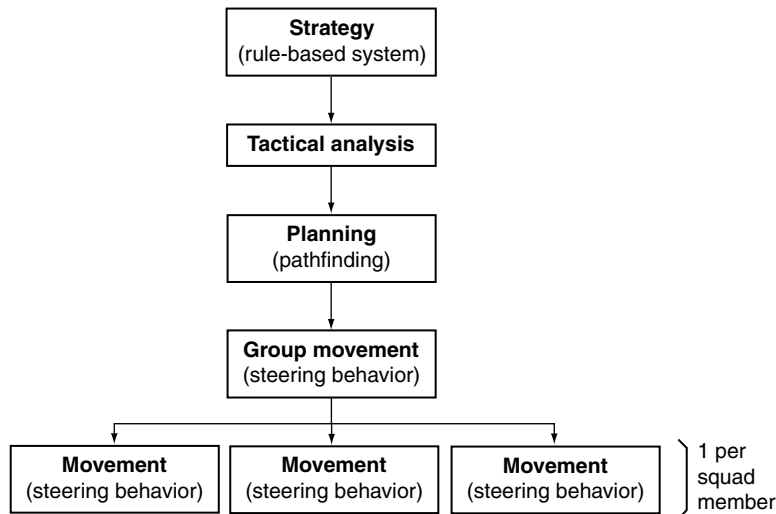 Strategy
(rule-based system)
Tactical analysis
Planning
(pathfinding)
Group movement
(steering behavior)
Movement
(steering behavior)
Movement
(steering behavior)
Movement
(steering behavior)
1 per
squad
member